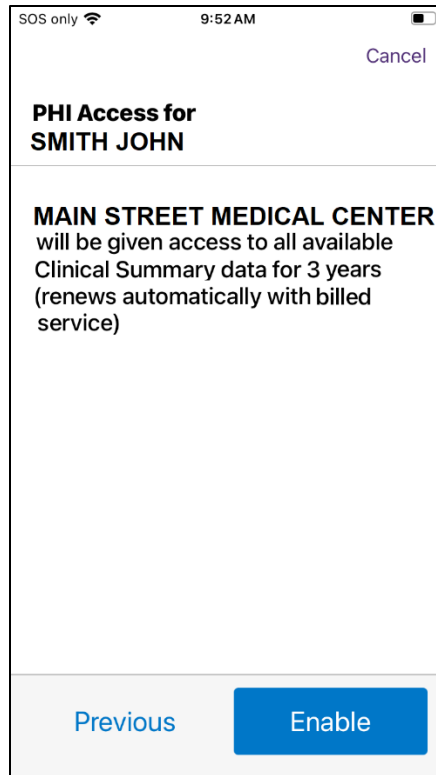 SOS only 9:52 AM
Cancel
PHI Access for
SMITH JOHN
MAIN STREET MEDICAL CENTER
will be given access to all available
Clinical Summary data for 3 years
(renews automatically with billed
service)
Previous Enable